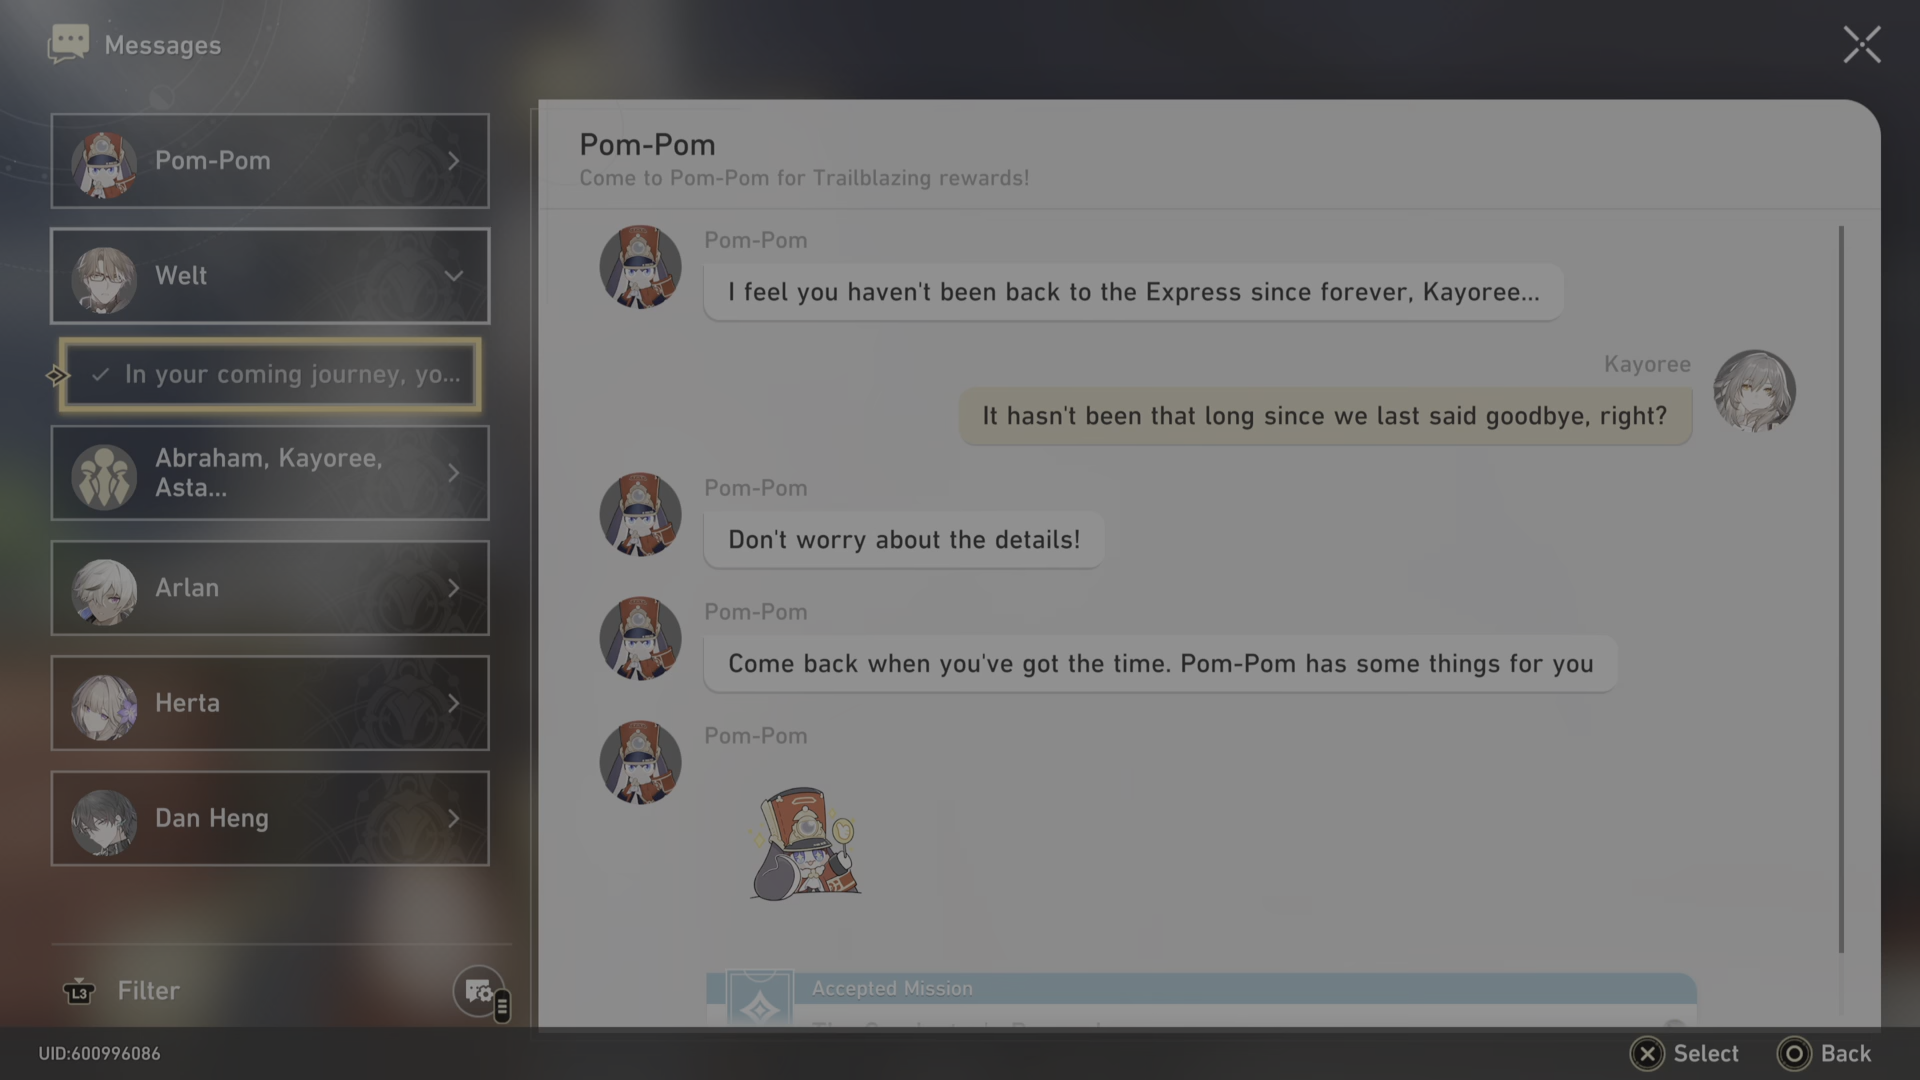 Messages
Pom-Pom
Welt
In your coming journey, yo...
Abraham, Kayoree,
Asta...
Arlan
Herta
Dan Heng
L3
Filter
Pom-Pom
Come to Pom-Pom for Trailblazing rewards!
Pom-Pom
I feel you haven't been back to the Express since forever, Kayoree...
Kayoree
It hasn't been that long since we last said goodbye, right?
Pom-Pom
Don't worry about the details!
Pom-Pom
Come back when you've got the time. Pom-Pom has some things for you
Pom-Pom
Accepted Mission
UID:600996086
Select
Back